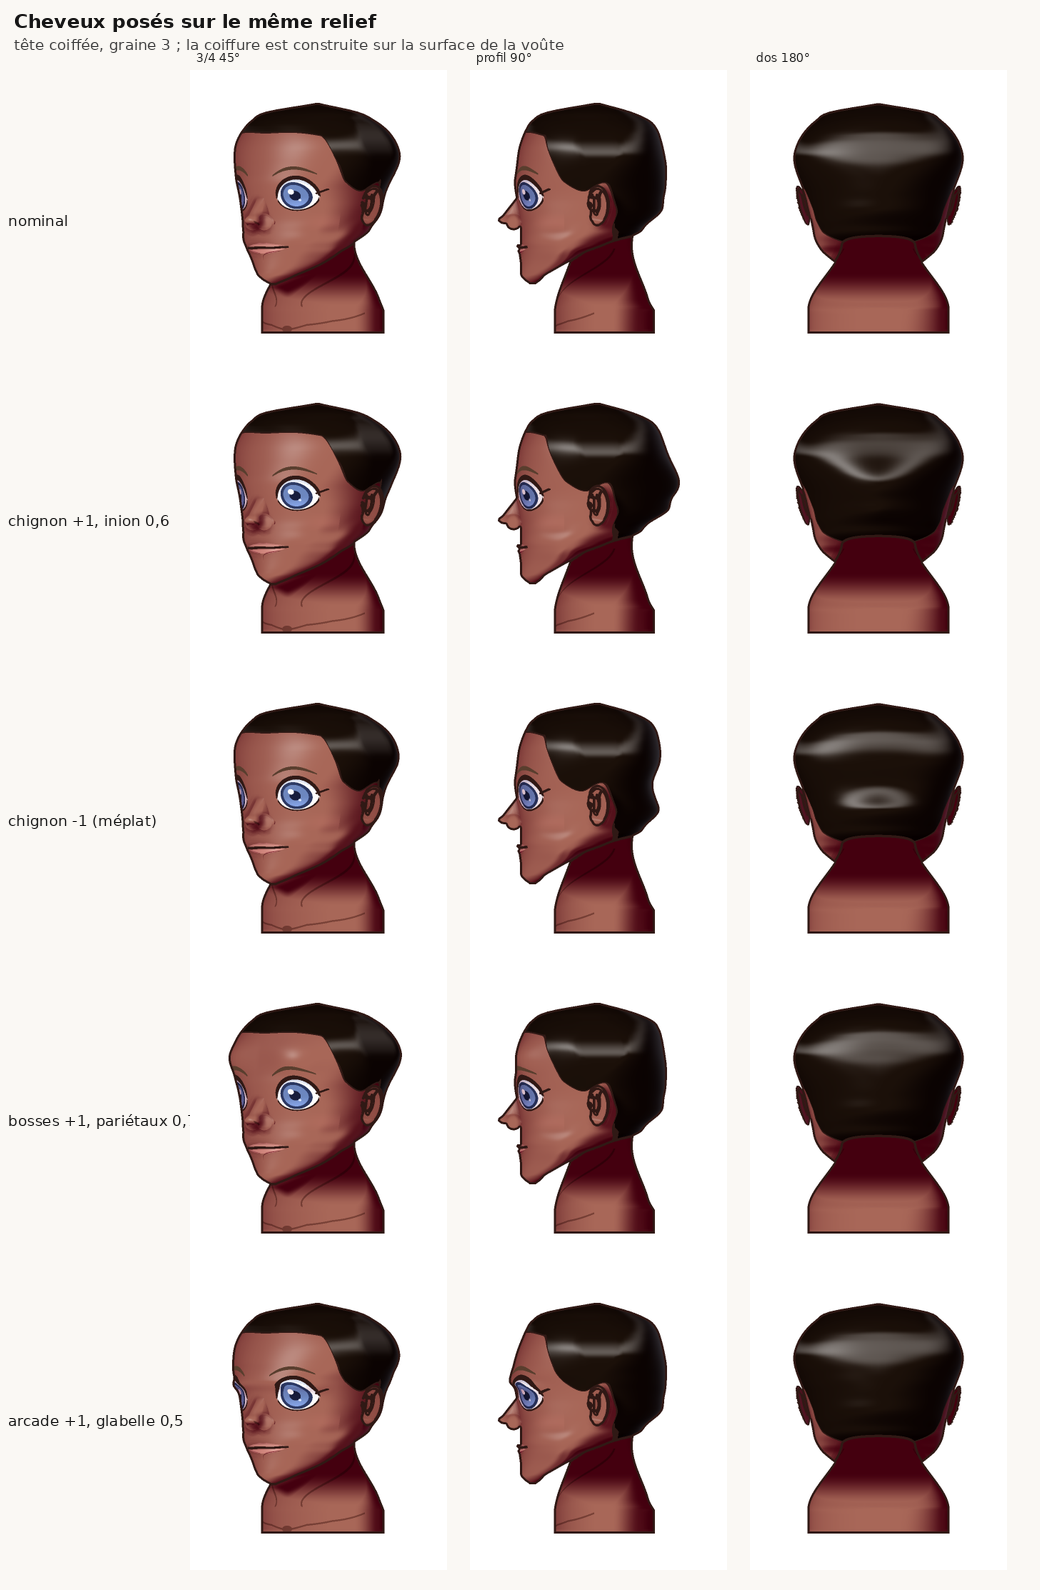 Cheveux posés sur le même relief
tête coiffée, graine 3 ; la coiffure est construite sur la surface de la voûte
3/4 45° profil 90° dos 180°
nominal
chignon +1, inion 0,6
chignon -1 (méplat)
bosses +1, pariétaux 0,
arcade +1, glabelle 0,5